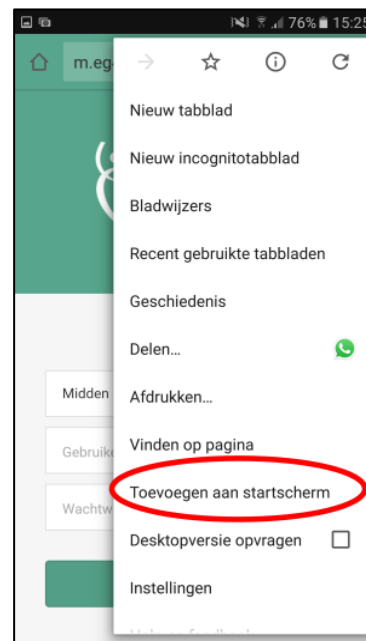 76% 15:25
m.eg
Nieuw tabblad
Nieuw incognitotabblad
Bladwijzers
Recent gebruikte tabbladen
Geschiedenis
Delen...
Afdrukken...
Midden
Vinden op pagina
Gebruike
Toevoegen aan startscherm
Wachtw
Desktopversie opvragen
Instellingen